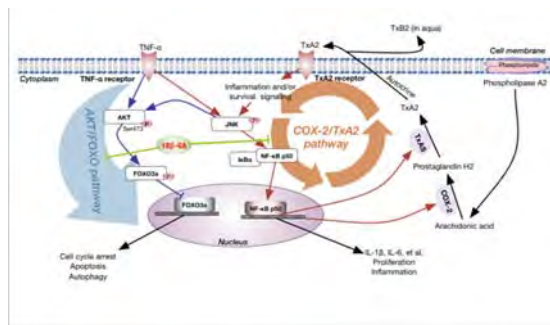 TxB2 (in aqua)
TNF-α
TxA2
Cell membrane
Phospholipids
Cytoplasm
TNF-α receptor
TxA2 receptor
Phospholipase A2
Inflammation and/or
survival signaling
Autocrine
AKT/FOXO pathway
AKT
Ser473
JNK
COX-2/TxA2
pathway
TxA2
TxAS
IκBα
NF-κB p50
FOXO3a
Prostaglandin H2
COX-2
FOXO3a
NF-κB p50
Arachidonic acid
Nucleus
Cell cycle arrest
Apoptosis
Autophagy
IL-1β, IL-6, et al.
Proliferation
Inflammation